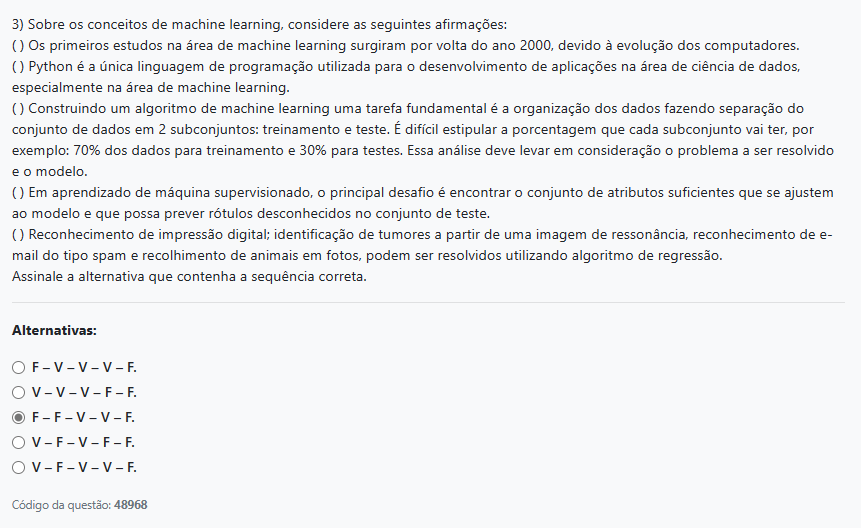 3) Sobre os conceitos de machine learning, considere as seguintes afirmações:
( ) Os primeiros estudos na área de machine learning surgiram por volta do ano 2000, devido à evolução dos computadores.
( ) Python é a única linguagem de programação utilizada para o desenvolvimento de aplicações na área de ciência de dados,
especialmente na área de machine learning.
( ) Construindo um algoritmo de machine learning uma tarefa fundamental é a organização dos dados fazendo separação do
conjunto de dados em 2 subconjuntos: treinamento e teste. É difícil estipular a porcentagem que cada subconjunto vai ter, por
exemplo: 70% dos dados para treinamento e 30% para testes. Essa análise deve levar em consideração o problema a ser resolvido
e o modelo.
( ) Em aprendizado de máquina supervisionado, o principal desafio é encontrar o conjunto de atributos suficientes que se ajustem
ao modelo e que possa prever rótulos desconhecidos no conjunto de teste.
( ) Reconhecimento de impressão digital; identificação de tumores a partir de uma imagem de ressonância, reconhecimento de e-
mail do tipo spam e recolhimento de animais em fotos, podem ser resolvidos utilizando algoritmo de regressão.
Assinale a alternativa que contenha a sequência correta.
Alternativas:
F – V – V – V – F.
V – V – V – F – F.
F – F – V – V – F.
V – F – V – F – F.
V – F – V – V – F.
Código da questão: 48968